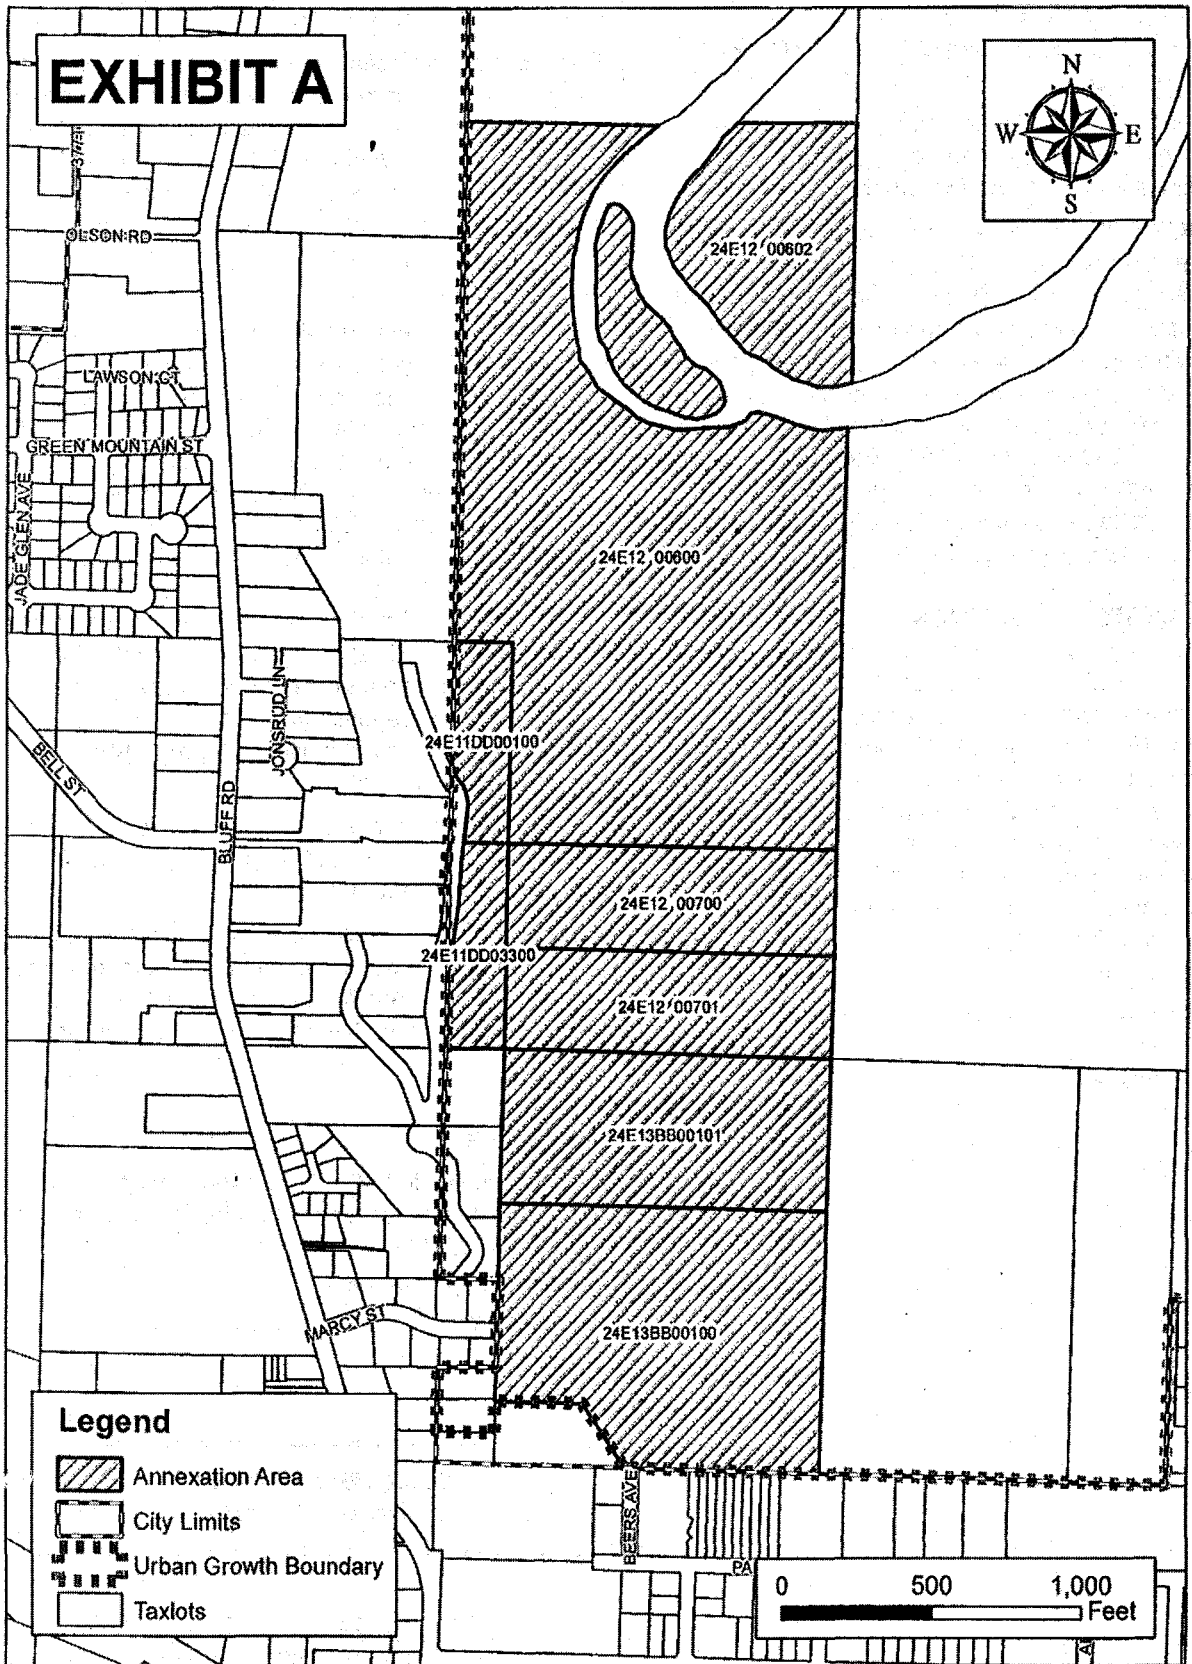 EXHIBIT A
N
W E
S
37TH
OLSON RD
24E12 00602
LAWSON CT
GREEN MOUNTAIN ST
JADE GLEN AVE
24E12 00600
JONSRUD LN
24E11DD00100
BELL ST
BLUFF RD
24E12 00700
24E11DD03300
24E12 00701
24E13BB00101
MARCY ST
24E13BB00100
Legend
Annexation Area
City Limits
Urban Growth Boundary
Taxlots
BEERS AVE
PA
0 500 1,000
Feet